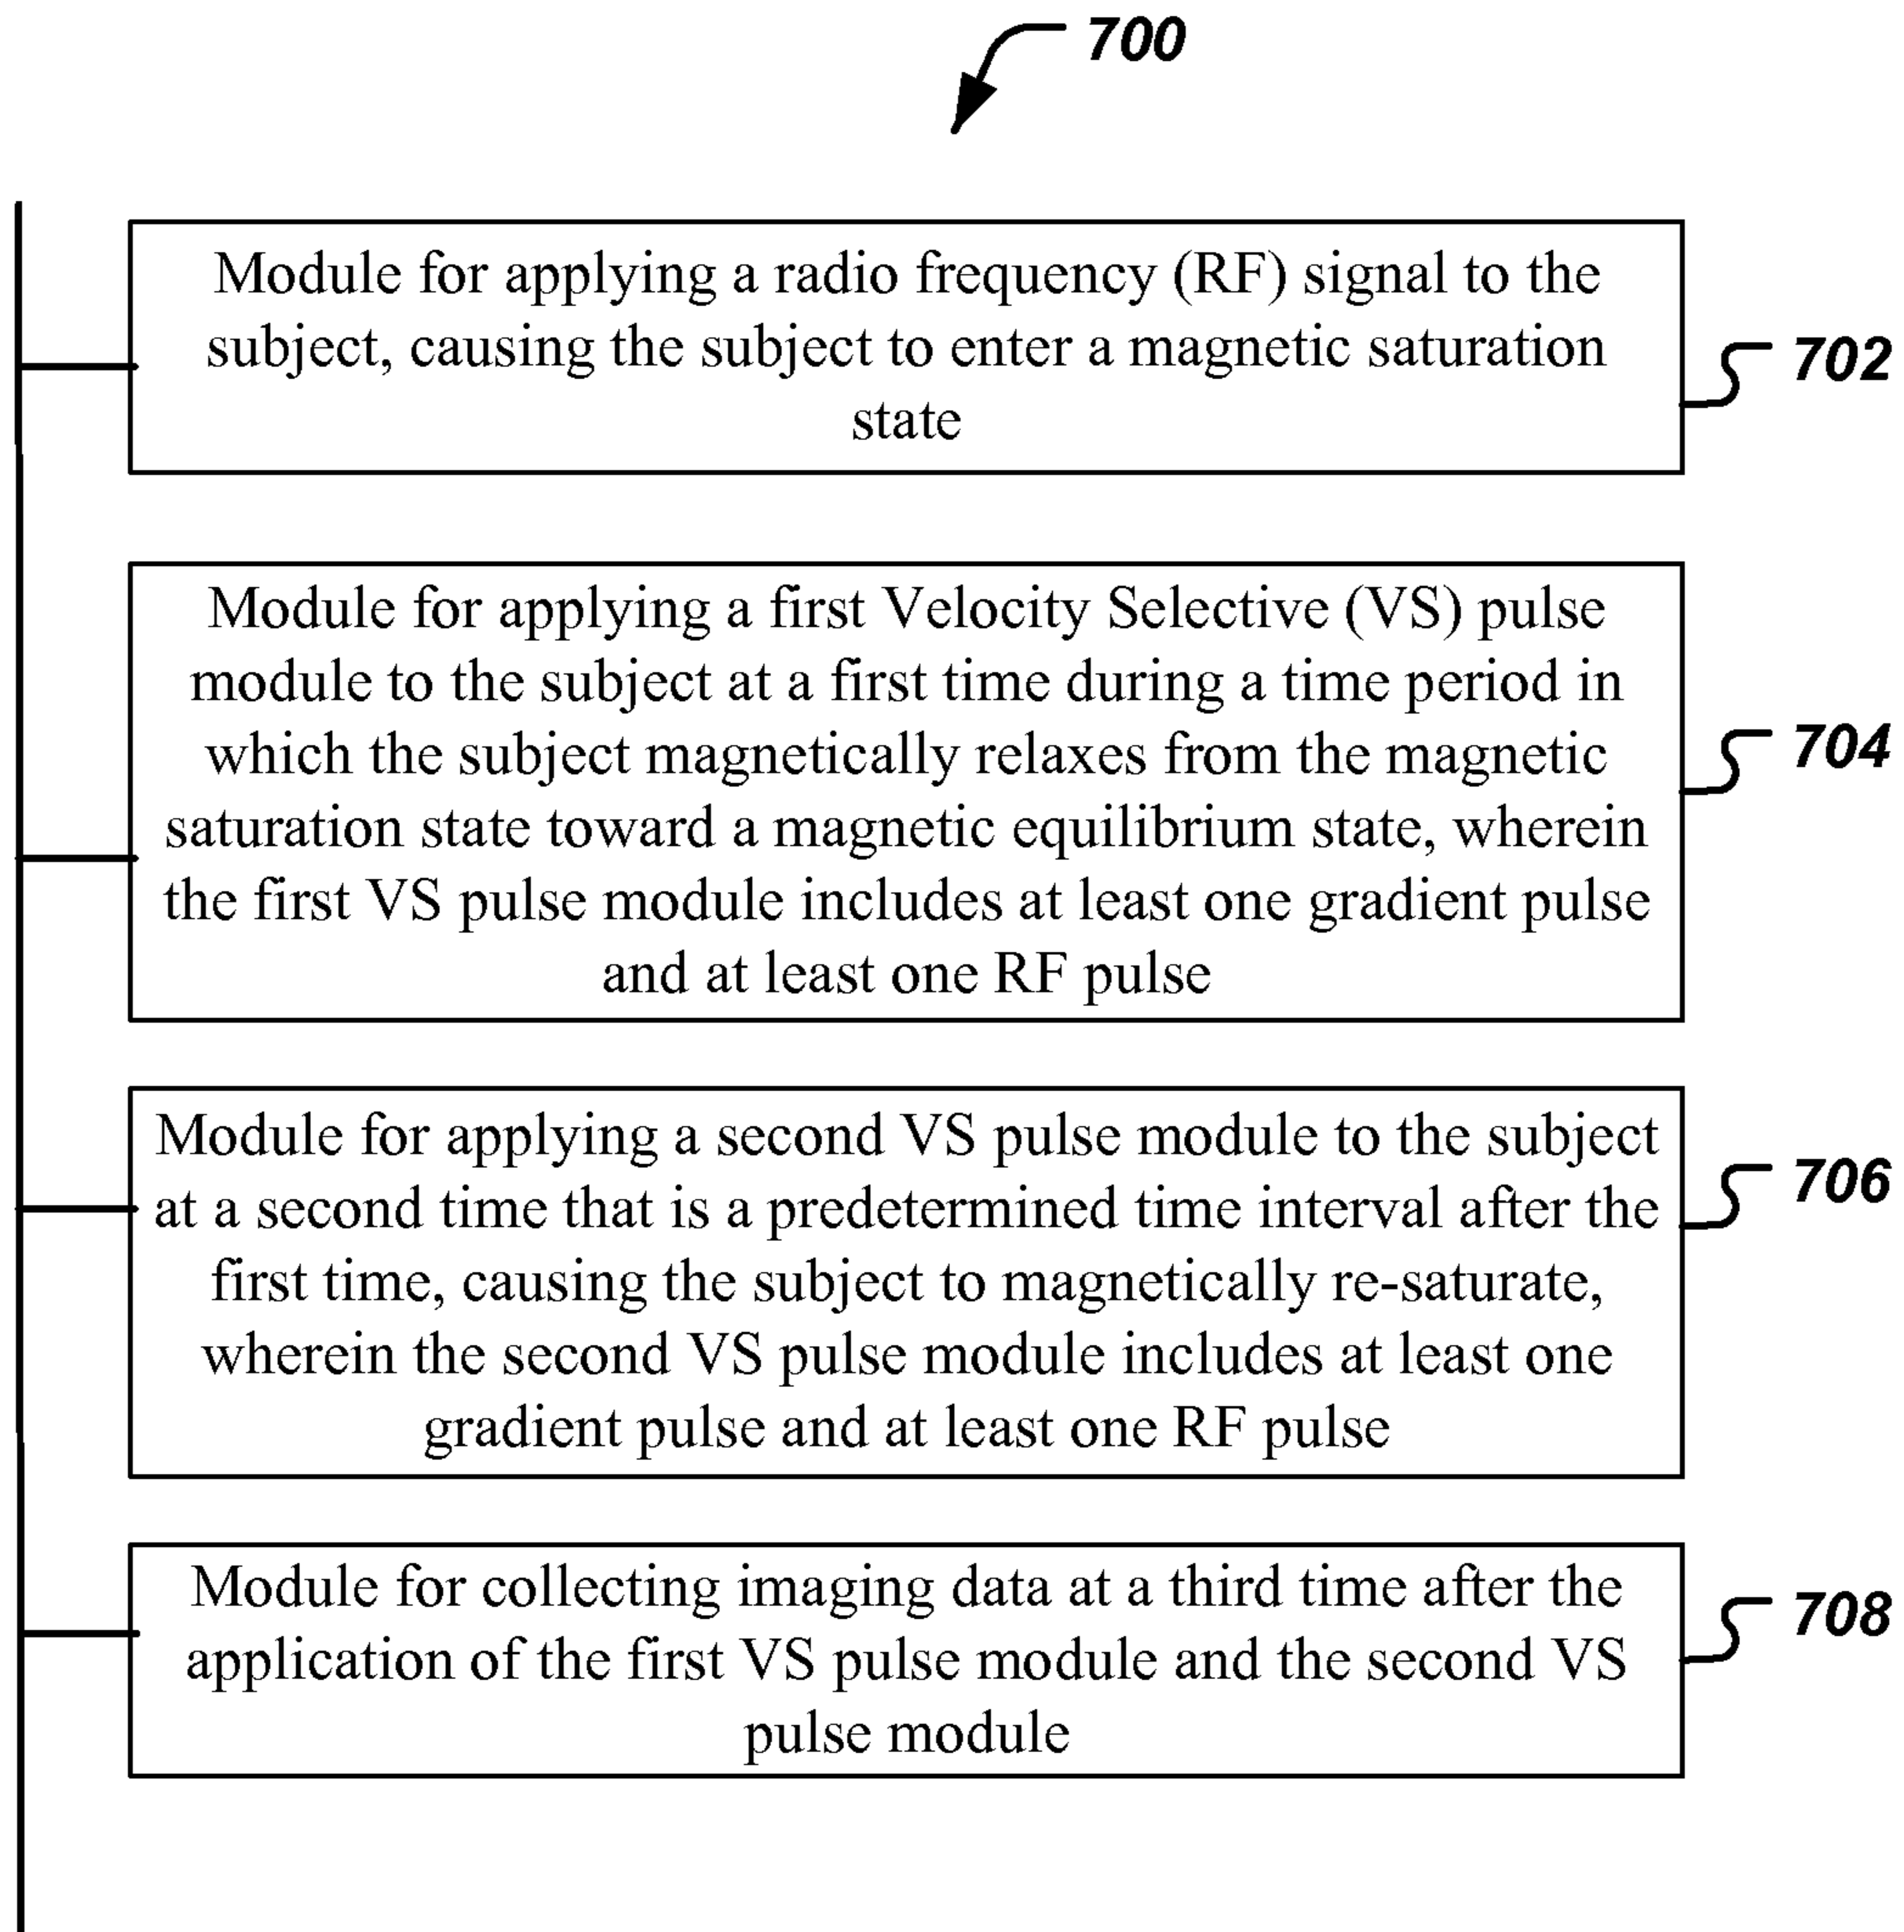 700
Module for applying a radio frequency (RF) signal to the
subject, causing the subject to enter a magnetic saturation
state
702
Module for applying a first Velocity Selective (VS) pulse
module to the subject at a first time during a time period in
which the subject magnetically relaxes from the magnetic
saturation state toward a magnetic equilibrium state, wherein
the first VS pulse module includes at least one gradient pulse
and at least one RF pulse
704
Module for applying a second VS pulse module to the subject
at a second time that is a predetermined time interval after the
first time, causing the subject to magnetically re-saturate,
wherein the second VS pulse module includes at least one
gradient pulse and at least one RF pulse
706
Module for collecting imaging data at a third time after the
application of the first VS pulse module and the second VS
pulse module
708